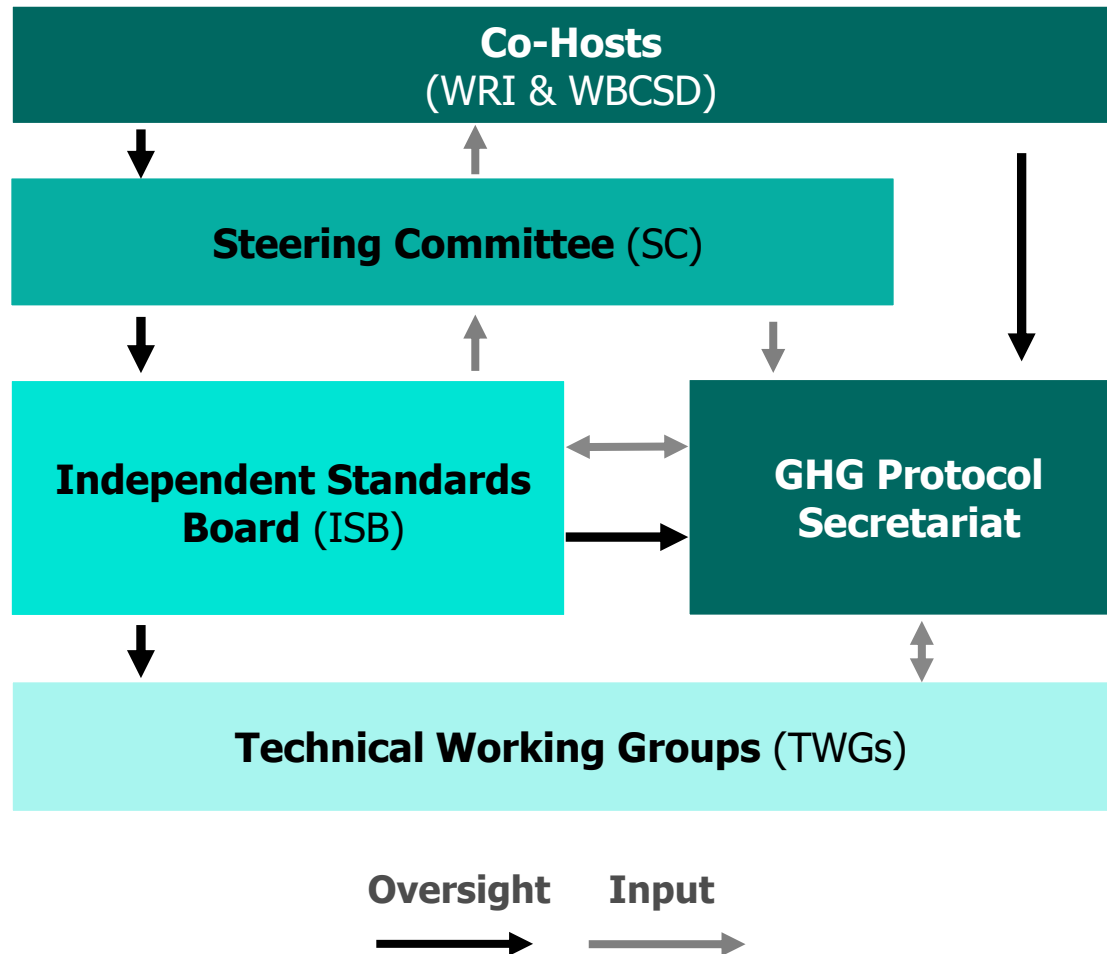 Co-Hosts
(WRI & WBCSD)
Steering Committee (SC)
Independent Standards
Board (ISB)
GHG Protocol
Secretariat
Technical Working Groups (TWGs)
Oversight
Input